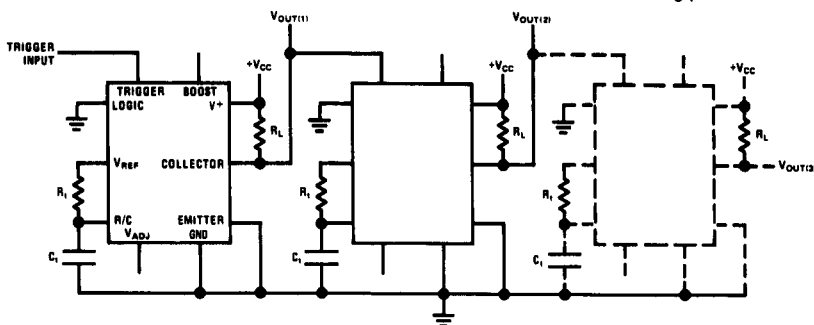 VOUT(1)
VOUT(2)
TRIGGER
INPUT
+VCC
+VCC
+VCC
TRIGGER
BOOST
LOGIC
V+
RL
RL
RL
VREF
COLLECTOR
VOUT(3
Rt
Rt
Rt
R/C
EMITTER
VADJ
GND
Ct
Ct
Ct